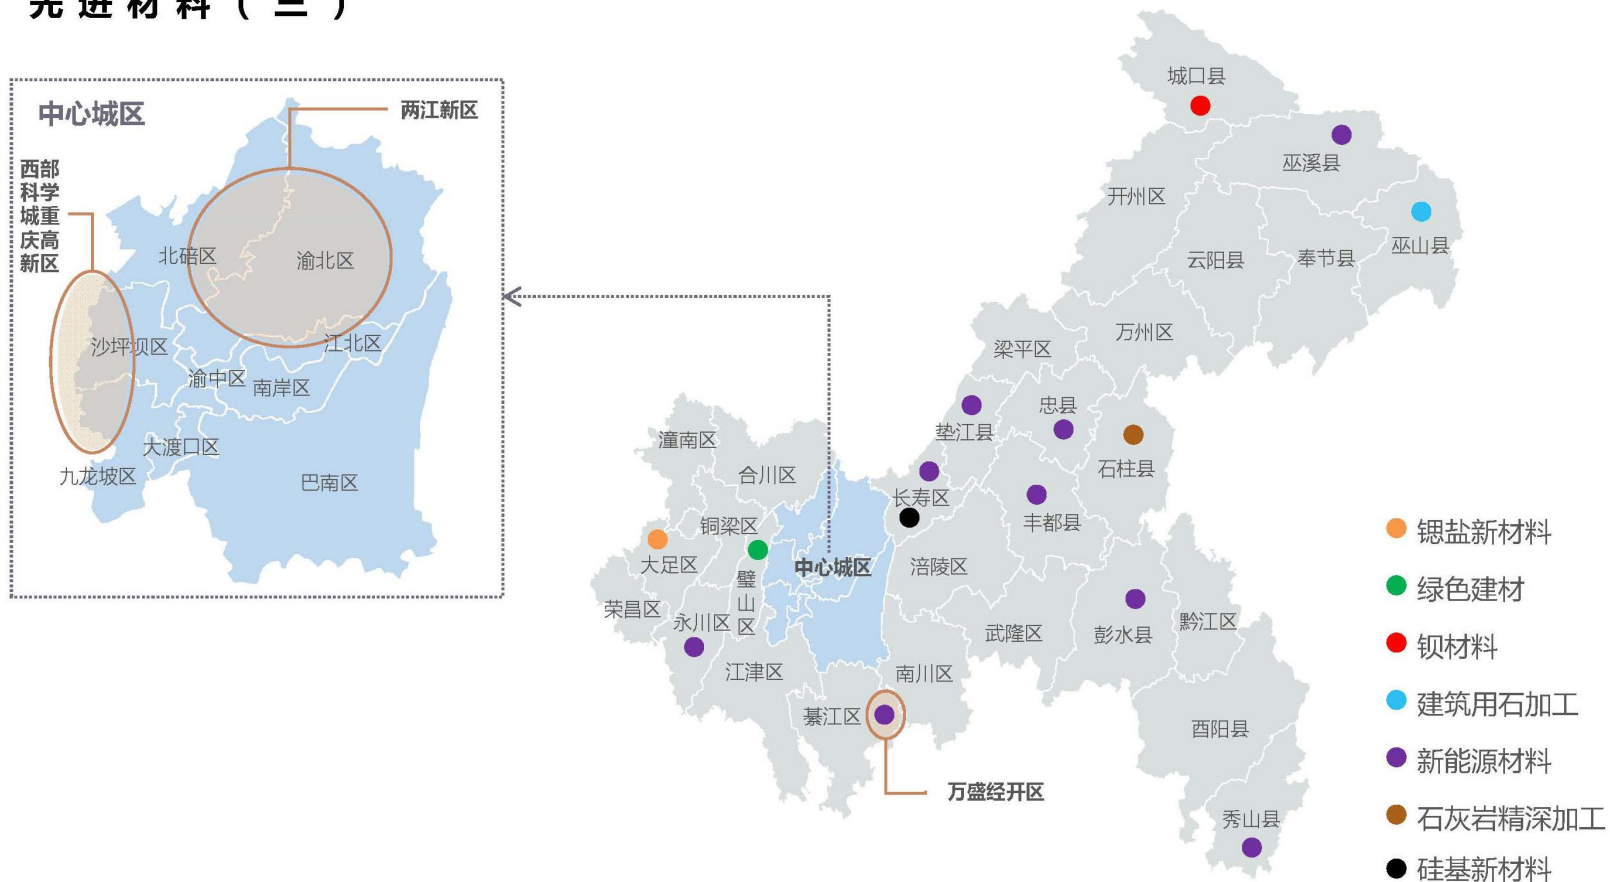 先进材料（三）
中心城区
两江新区
西部
科学
城重
庆高
新区
北碚区
渝北区
沙坪坝区
江北区
渝中区
南岸区
大渡口区
九龙坡区
巴南区
城口县
巫溪县
开州区
巫山县
云阳县
奉节县
万州区
梁平区
忠县
垫江县
石柱县
潼南区
合川区
长寿区
丰都县
铜梁区
大足区
中心城区
涪陵区
璧
山
区
荣昌区
永川区
武隆区
彭水县
黔江区
江津区
南川区
綦江区
酉阳县
万盛经开区
秀山县
锶盐新材料
绿色建材
钡材料
建筑用石加工
新能源材料
石灰岩精深加工
硅基新材料